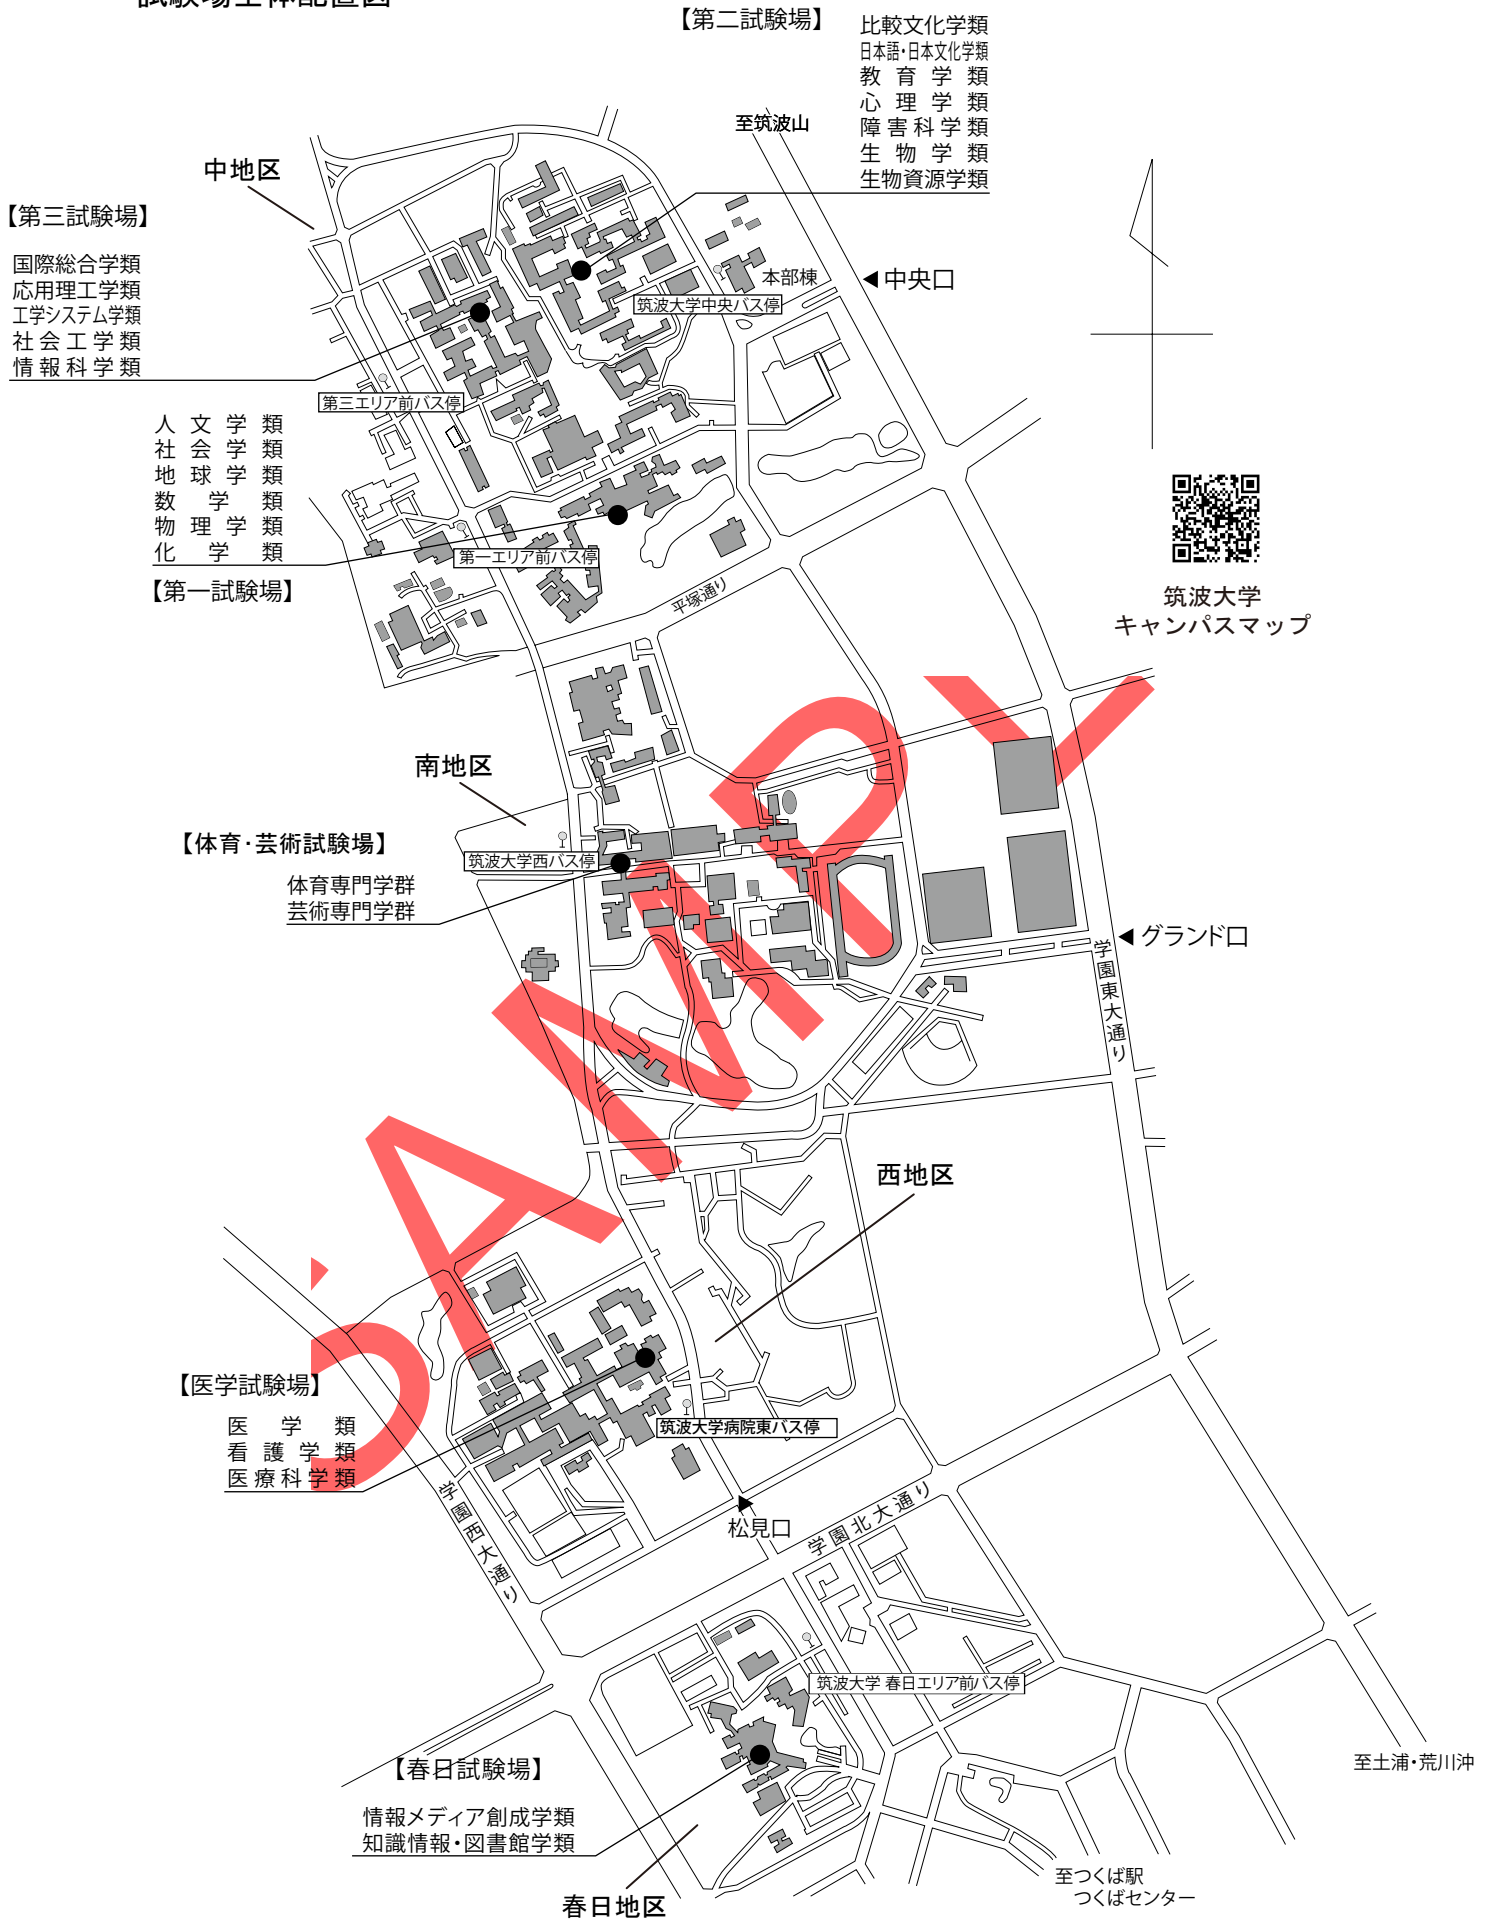 試験場全体配置図
【第二試験場】
比較文化学類
日本語・日本文化学類
教育学類
心理学類
障害科学類
生物学類
生物資源学類
至筑波山
中地区
【第三試験場】
国際総合学類
応用理工学類
工学システム学類
社会工学類
情報科学類
本部棟
中央口
筑波大学中央バス停
第三エリア前バス停
人文学類
社会学類
地球学類
数学類
物理学類
化学類
【第一試験場】
第一エリア前バス停
平塚通り
筑波大学
キャンパスマップ
南地区
【体育・芸術試験場】
体育専門学群
芸術専門学群
筑波大学西バス停
グランド口
学園東大通り
SAMPLE
西地区
【医学試験場】
医学類
看護学類
医療科学類
筑波大学病院東バス停
松見口
学園西大通り
学園北大通り
筑波大学 春日エリア前バス停
【春日試験場】
情報メディア創成学類
知識情報・図書館学類
春日地区
至土浦・荒川沖
至つくば駅
つくばセンター